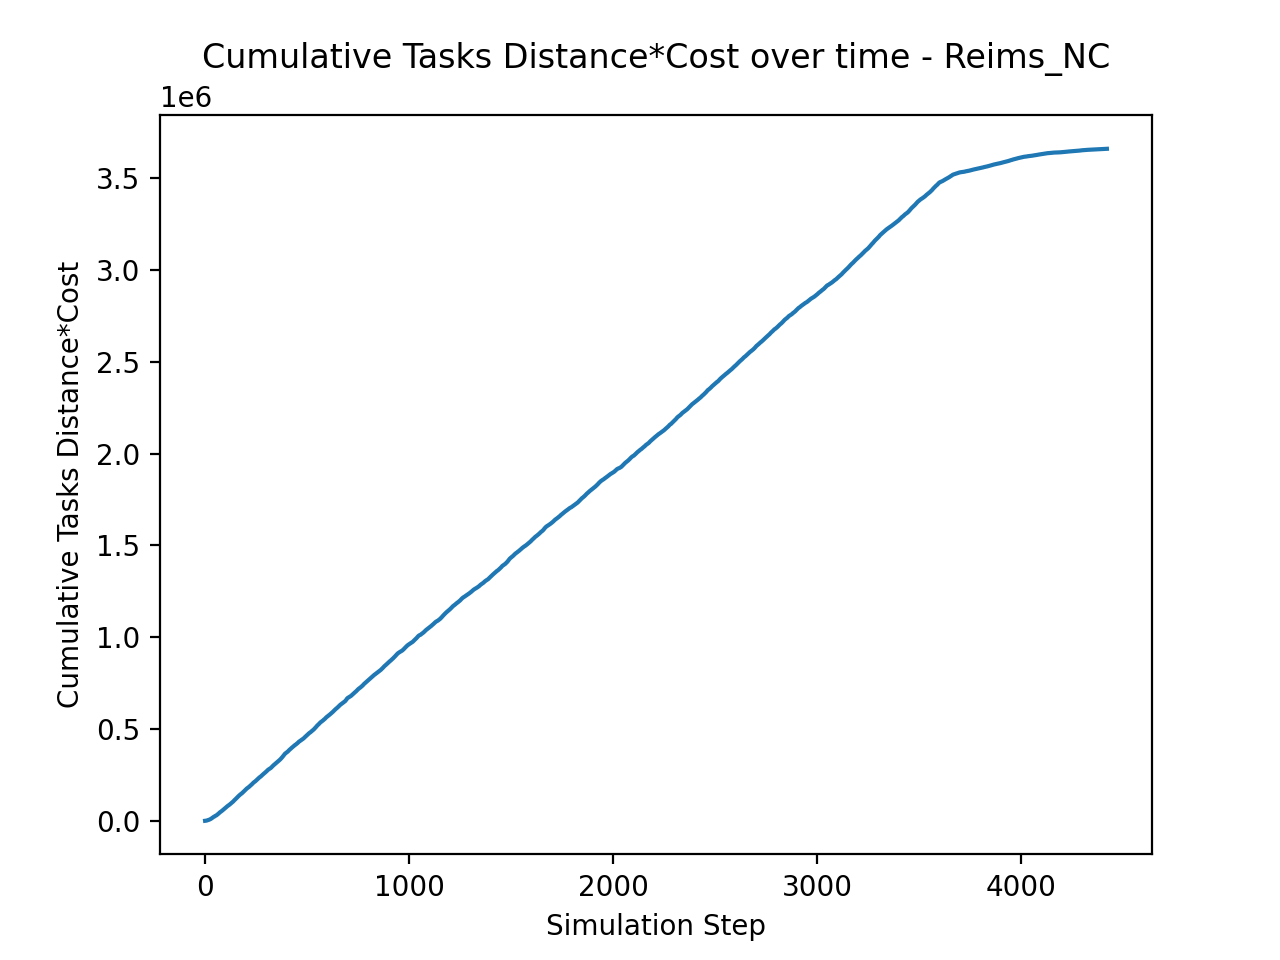 Cumulative Tasks Distance*Cost over time - Reims_NC
1e6
3.5
3.0
2.5
2.0
1.5
1.0
0.5
0.0
Cumulative Tasks Distance*Cost
0 1000 2000 3000 4000
Simulation Step